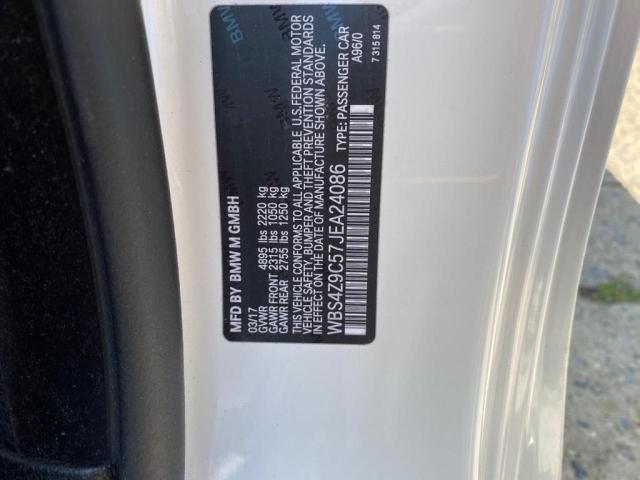 MFD BY BMW M GMBH
03/17
GVWR 4895 lbs 2220 kg
GAWR FRONT 2315 lbs 1050 kg
GAWR REAR 2755 lbs 1250 kg
THIS VEHICLE CONFORMS TO ALL APPLICABLE U.S. FEDERAL MOTOR
VEHICLE SAFETY, BUMPER AND THEFT PREVENTION STANDARDS
IN EFFECT ON THE DATE OF MANUFACTURE SHOWN ABOVE.
WBS4Z9C57JEA24086 TYPE: PASSENGER CAR
A96/0
7 315 814
BMW
BMW